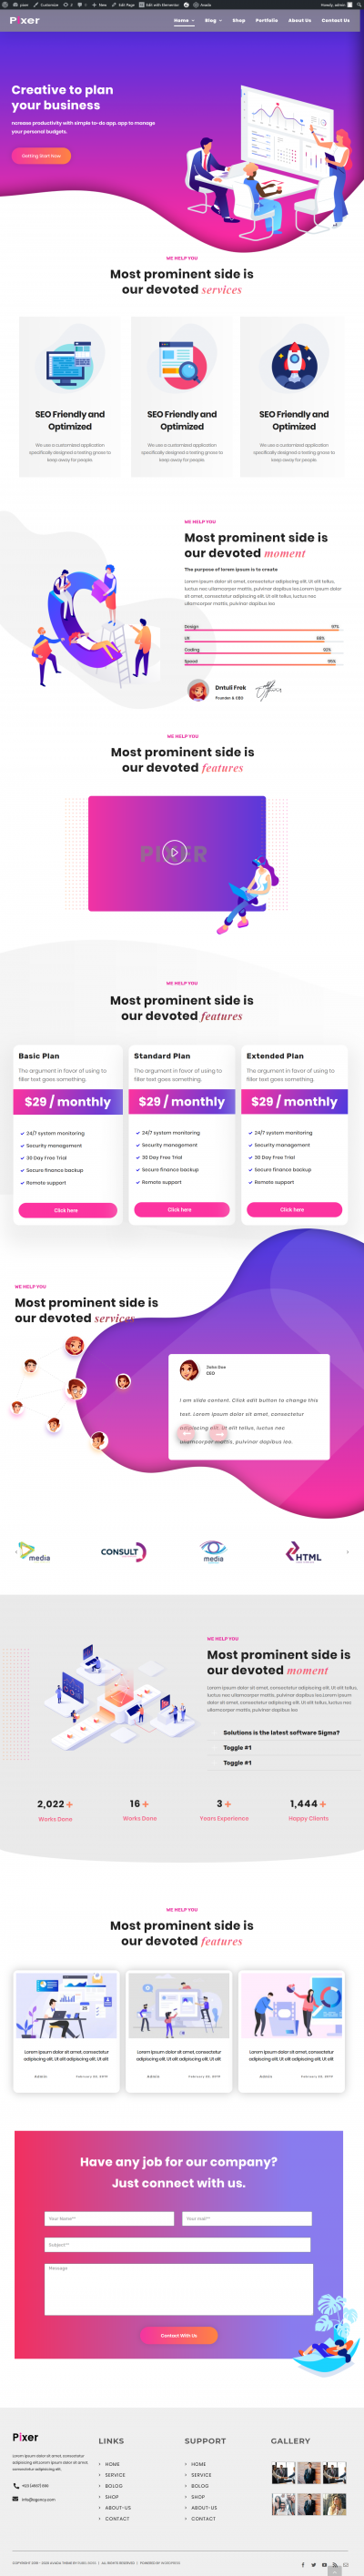 Customize
New
Edit Page
Edit with Elementor
Howdy, admin
Pixer
Home
Blog
Shop
Portfolio
About Us
Contact Us
Creative to plan
your business
ncrease productivity with simple to-do app. app to manage
your personal budgets.
Getting Start Now
WE HELP YOU
Most prominent side is
our devoted services
SEO Friendly and
Optimized
We use a customized application
specifically designed a testing gnose to
keep away for people.
SEO Friendly and
Optimized
We use a customized application
specifically designed a testing gnose to
keep away for people.
SEO Friendly and
Optimized
We use a customized application
specifically designed a testing gnose to
keep away for people.
WE HELP YOU
Most prominent side is
our devoted moment
The purpose of lorem ipsum is to create
Lorem ipsum dolor sit amet, consectetur adipiscing elit. Ut elit tellus,
luctus nec ullamcorper mattis, pulvinar dapibus leo.Lorem ipsum dolor
sit amet, consectetur adipiscing elit. Ut elit tellus, luctus nec
ullamcorper mattis, pulvinar dapibus leo
Design 97%
UX 88%
Coding 92%
Speed 95%
Dntuli Frek
Founder & CEO
WE HELP YOU
Most prominent side is
our devoted features
PIXER
WE HELP YOU
Most prominent side is
our devoted features
Basic Plan
The argument in favor of using to
filler text goes something.
$29 / monthly
24/7 system monitoring
Security management
30 Day Free Trial
Secure finance backup
Remote support
Click here
Standard Plan
The argument in favor of using to
filler text goes something.
$29 / monthly
24/7 system monitoring
Security management
30 Day Free Trial
Secure finance backup
Remote support
Click here
Extended Plan
The argument in favor of using to
filler text goes something.
$29 / monthly
24/7 system monitoring
Security management
30 Day Free Trial
Secure finance backup
Remote support
Click here
WE HELP YOU
Most prominent side is
our devoted services
John Doe
CEO
I am slide content. Click edit button to change this
text. Lorem ipsum dolor sit amet, consectetur
adipiscing elit. Ut elit tellus, luctus nec
ullamcorper mattis, pulvinar dapibus leo.
media
CONSULT
media
HTML
WE HELP YOU
Most prominent side is
our devoted moment
Lorem ipsum dolor sit amet, consectetur adipiscing elit. Ut elit tellus,
luctus nec ullamcorper mattis, pulvinar dapibus leo.Lorem ipsum
dolor sit amet, consectetur adipiscing elit. Ut elit tellus, luctus nec
ullamcorper mattis, pulvinar dapibus leo
Solutions is the latest software Sigma?
Toggle #1
Toggle #1
2,022 +
Works Done
16 +
Works Done
3 +
Years Experience
1,444 +
Happy Clients
WE HELP YOU
Most prominent side is
our devoted features
Lorem ipsum dolor sit amet, consectetur
adipiscing elit. Ut elit adipiscing elit. Ut elit
Lorem ipsum dolor sit amet, consectetur
adipiscing elit. Ut elit adipiscing elit. Ut elit
Lorem ipsum dolor sit amet, consectetur
adipiscing elit. Ut elit adipiscing elit. Ut elit
Have any job for our company?
Just connect with us.
Your Name**
Subject**
Message
Contact With Us
Pixer
Lorem ipsum dolor sit amet, consectetur
LINKS
HOME
SERVICE
BOLOG
SHOP
ABOUT-US
CONTACT
SUPPORT
HOME
SERVICE
BOLOG
SHOP
ABOUT-US
CONTACT
GALLERY